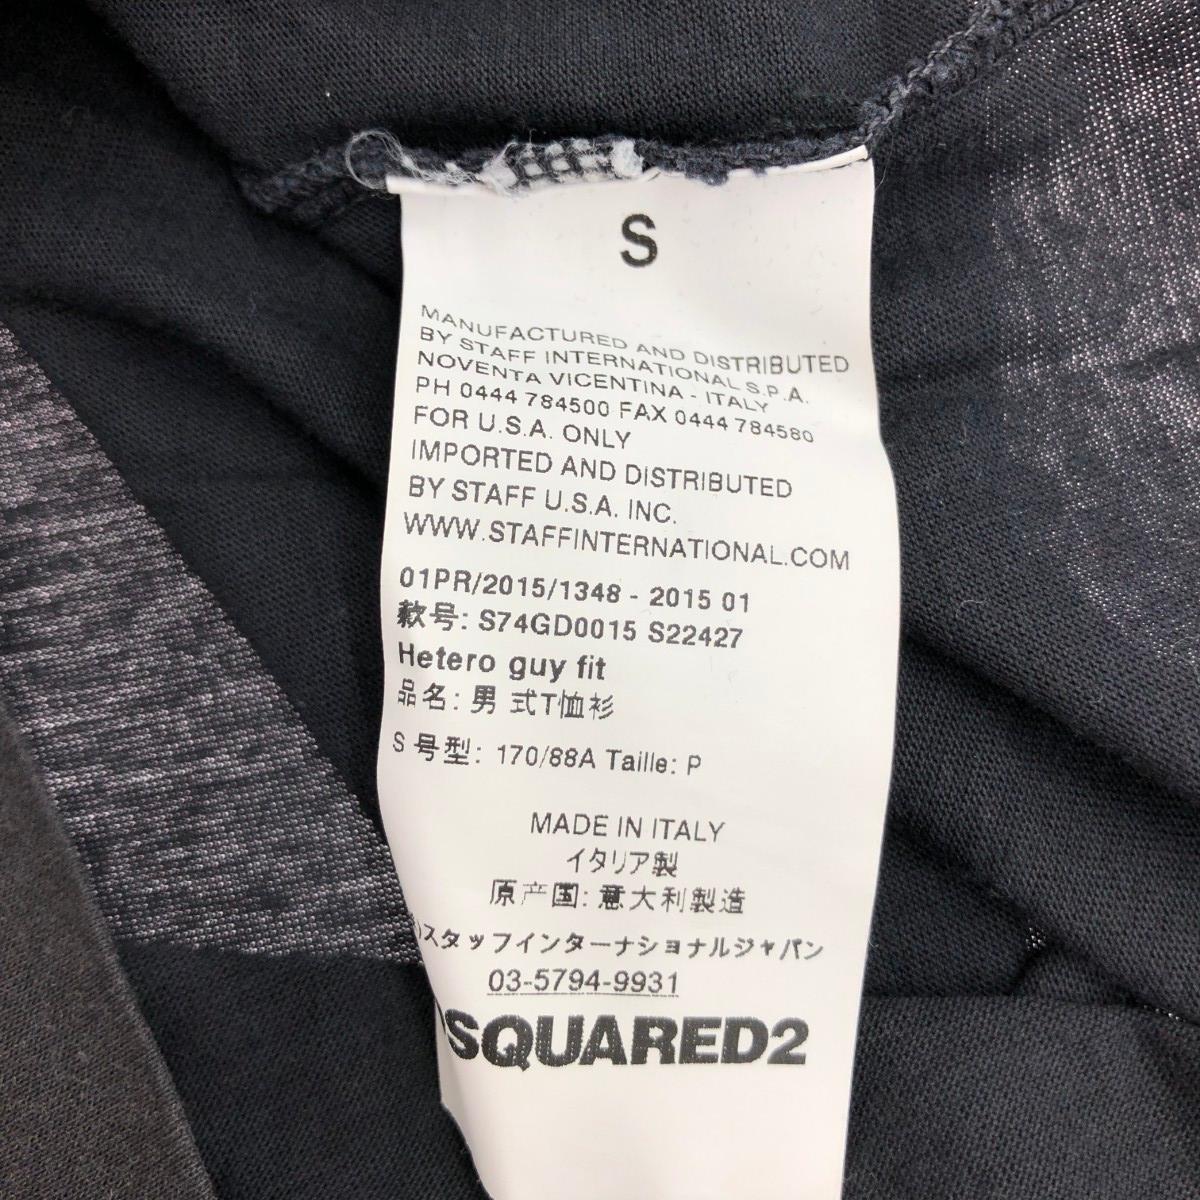 S
MANUFACTURED AND DISTRIBUTED
BY STAFF INTERNATIONAL S.P.A.
NOVENTA VICENTINA - ITALY
PH 0444 784500 FAX 0444 784580
FOR U.S.A. ONLY
IMPORTED AND DISTRIBUTED
BY STAFF U.S.A. INC.
WWW.STAFFINTERNATIONAL.COM
01PR/2015/1348 - 2015 01
款号: S74GD0015 S22427
Hetero guy fit
品名: 男 式T恤衫
S 号型: 170/88A Taille: P
MADE IN ITALY
イタリア製
原产国: 意大利製造
)スタッフインターナショナルジャパン
03-5794-9931
SQUARED2